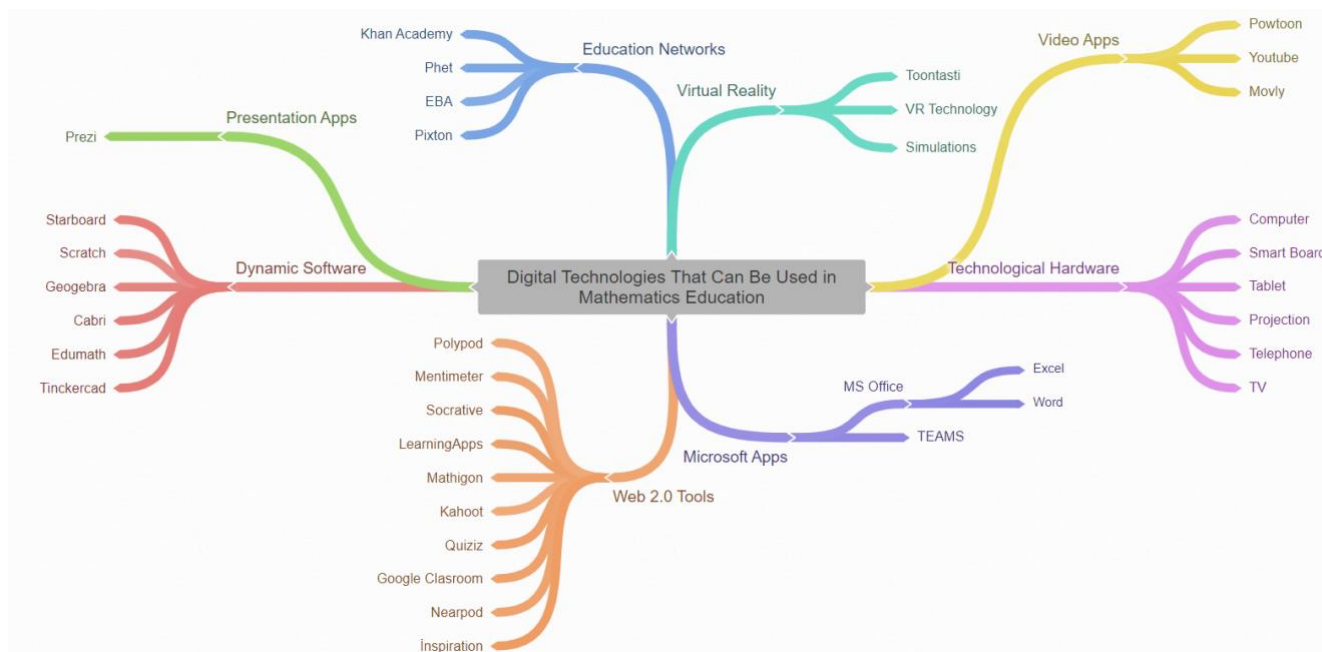 Khan Academy
Phet
EBA
Pixton
Education Networks
Virtual Reality
Toontasti
VR Technology
Simulations
Video Apps
Powtoon
Youtube
Movly
Prezi
Presentation Apps
Starboard
Scratch
Geogebra
Cabri
Edumath
Tinckercad
Dynamic Software
Digital Technologies That Can Be Used in
Mathematics Education
Technological Hardware
Computer
Smart Board
Tablet
Projection
Telephone
TV
Polypod
Mentimeter
Socrative
LearningApps
Mathigon
Kahoot
Quiziz
Google Clasroom
Nearpod
İnspiration
Web 2.0 Tools
Microsoft Apps
MS Office
Excel
Word
TEAMS